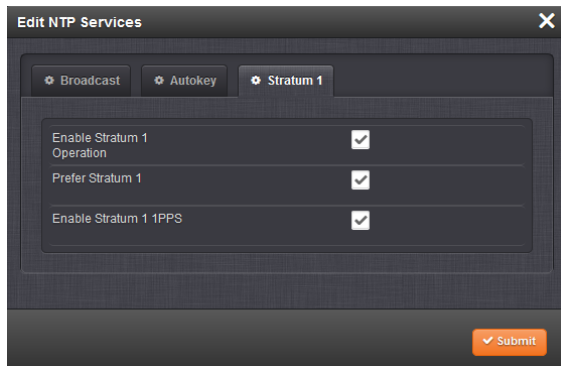 Edit NTP Services
Broadcast
Autokey
Stratum 1
Enable Stratum 1
Operation
Prefer Stratum 1
Enable Stratum 1 1PPS
Submit